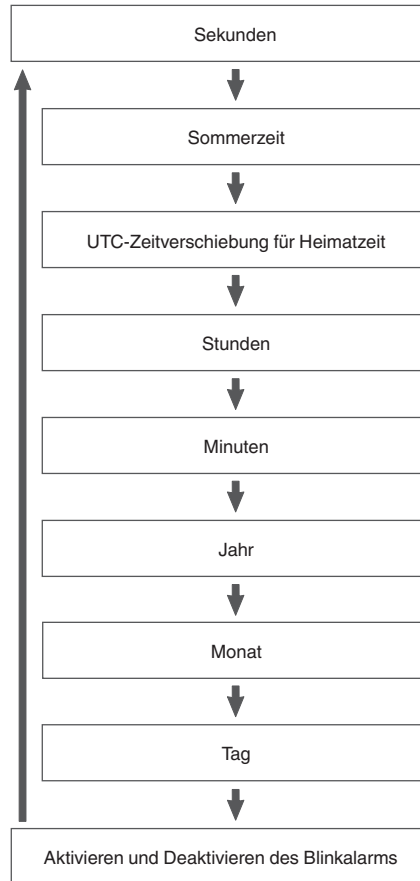 Sekunden
Sommerzeit
UTC-Zeitverschiebung für Heimatzeit
Stunden
Minuten
Jahr
Monat
Tag
Aktivieren und Deaktivieren des Blinkalarms